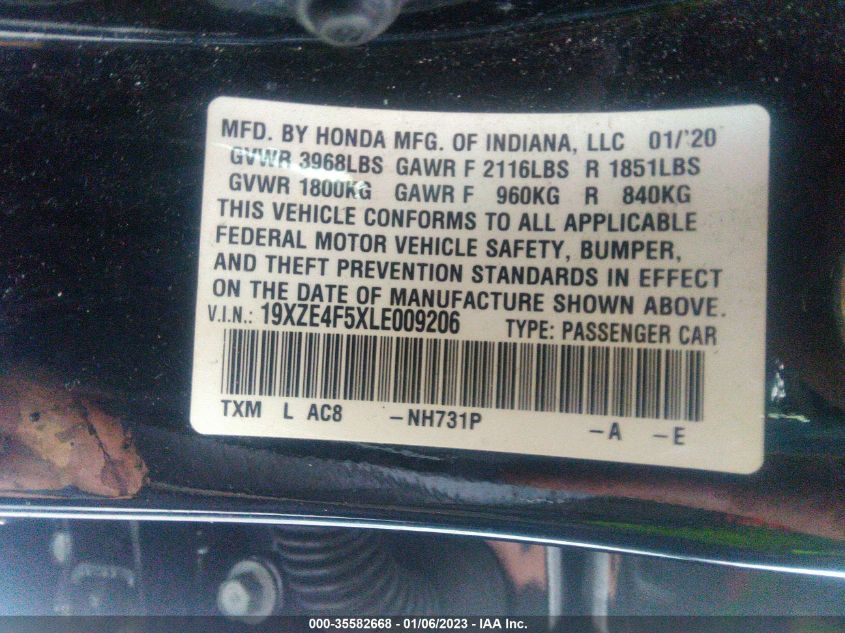 MFD. BY HONDA MFG. OF INDIANA, LLC 01/'20
GVWR 3968LBS GAWR F 2116LBS R 1851LBS
GVWR 1800KG GAWR F 960KG R 840KG
THIS VEHICLE CONFORMS TO ALL APPLICABLE
FEDERAL MOTOR VEHICLE SAFETY, BUMPER,
AND THEFT PREVENTION STANDARDS IN EFFECT
ON THE DATE OF MANUFACTURE SHOWN ABOVE.
V.I.N.: 19XZE4F5XLE009206 TYPE: PASSENGER CAR
TXM L AC8 -NH731P -A -E
000-35582668 - 01/06/2023 - IAA Inc.